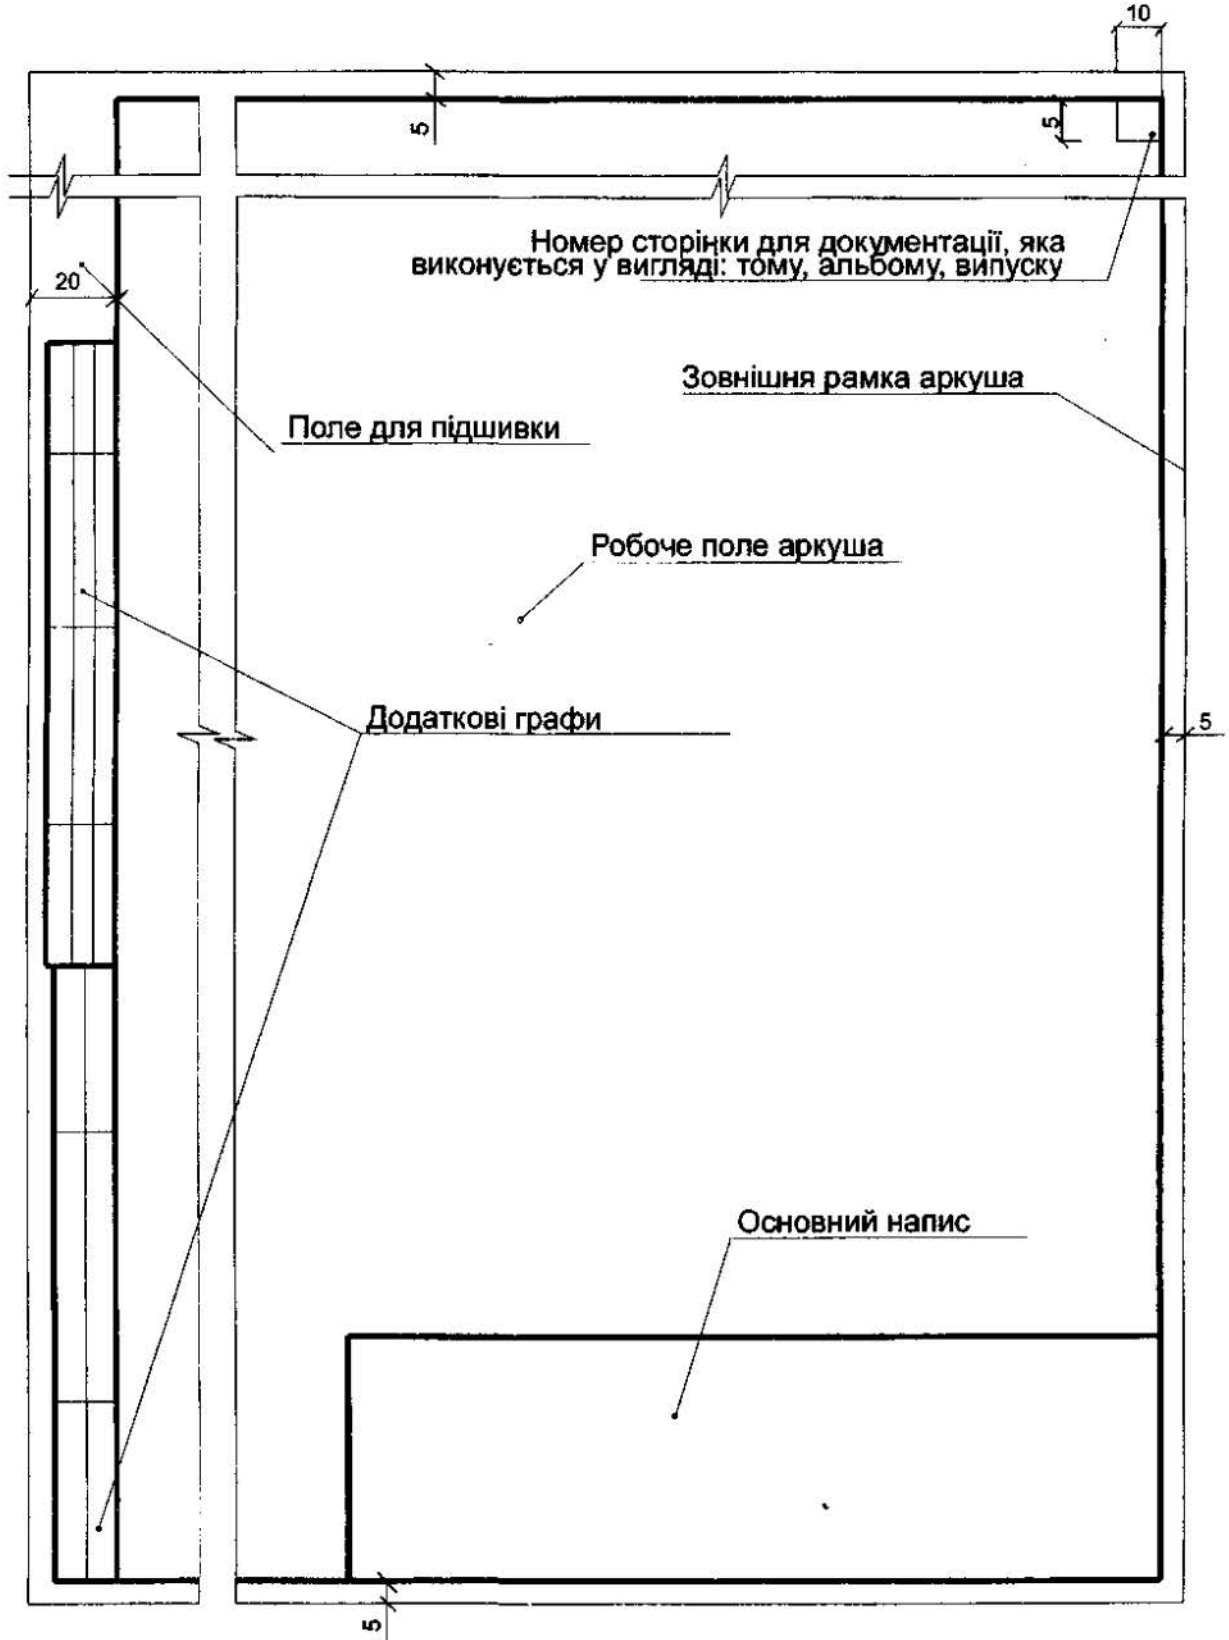 10
5
5
Номер сторінки для документації, яка
виконується у вигляді: тому, альбому, випуску
20
Зовнішня рамка аркуша
Поле для підшивки
Робоче поле аркуша
Додаткові графи
5
Основний напис
5